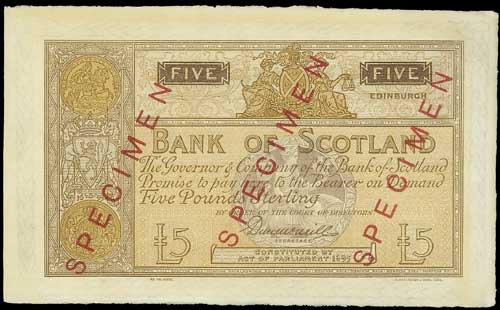 FIVE
FIVE
EDINBURGH
BANK OF SCOTLAND
The Governor & Company of the Bank of Scotland
Promise to pay to the Bearer on Demand
Five Pounds Sterling
BY ORDER OF THE COURT OF DIRECTORS
SECRETARY
£5
£5
CONSTITUTED BY
ACT OF PARLIAMENT 1695
SPECIMEN
SPECIMEN
SPECIMEN